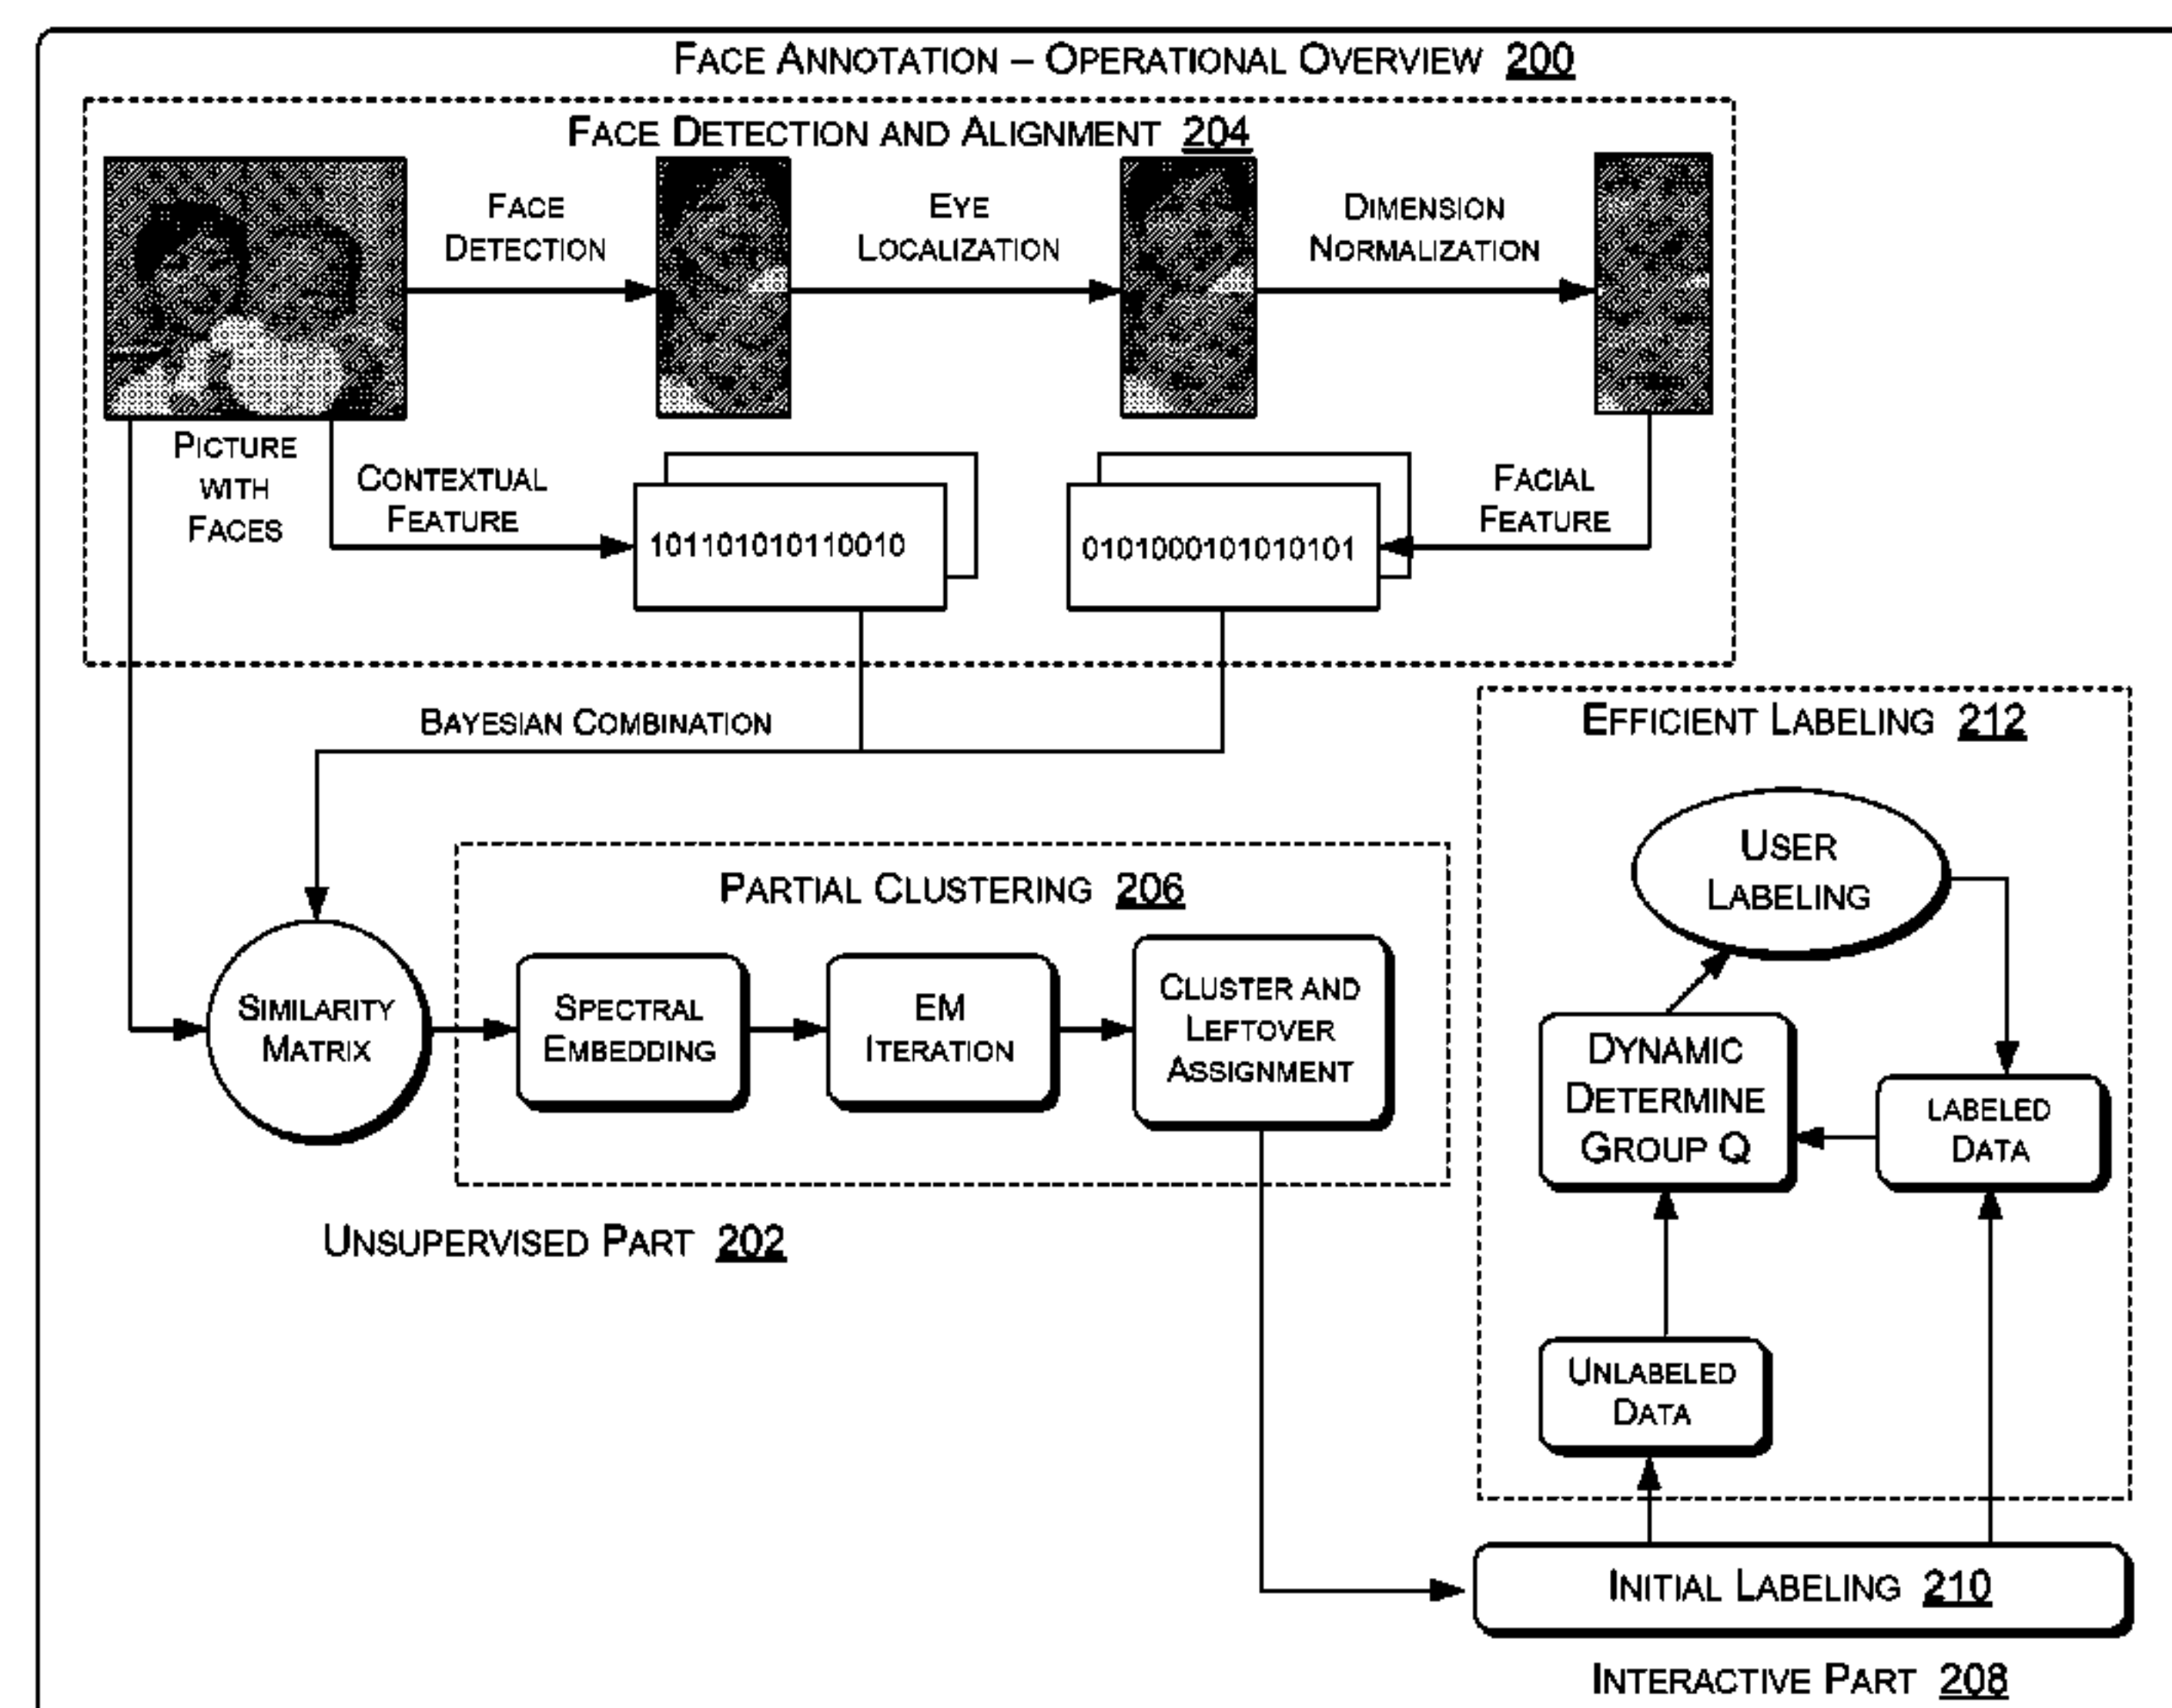 FACE ANNOTATION – OPERATIONAL OVERVIEW 200
FACE DETECTION AND ALIGNMENT 204
FACE
DETECTION
EYE
LOCALIZATION
DIMENSION
NORMALIZATION
PICTURE
WITH
FACES
CONTEXTUAL
FEATURE
101101010110010
0101000101010101
FACIAL
FEATURE
BAYESIAN COMBINATION
PARTIAL CLUSTERING 206
SIMILARITY
MATRIX
SPECTRAL
EMBEDDING
EM
ITERATION
CLUSTER AND
LEFTOVER
ASSIGNMENT
UNSUPERVISED PART 202
EFFICIENT LABELING 212
USER
LABELING
DYNAMIC
DETERMINE
GROUP Q
LABELED
DATA
UNLABELED
DATA
INITIAL LABELING 210
INTERACTIVE PART 208